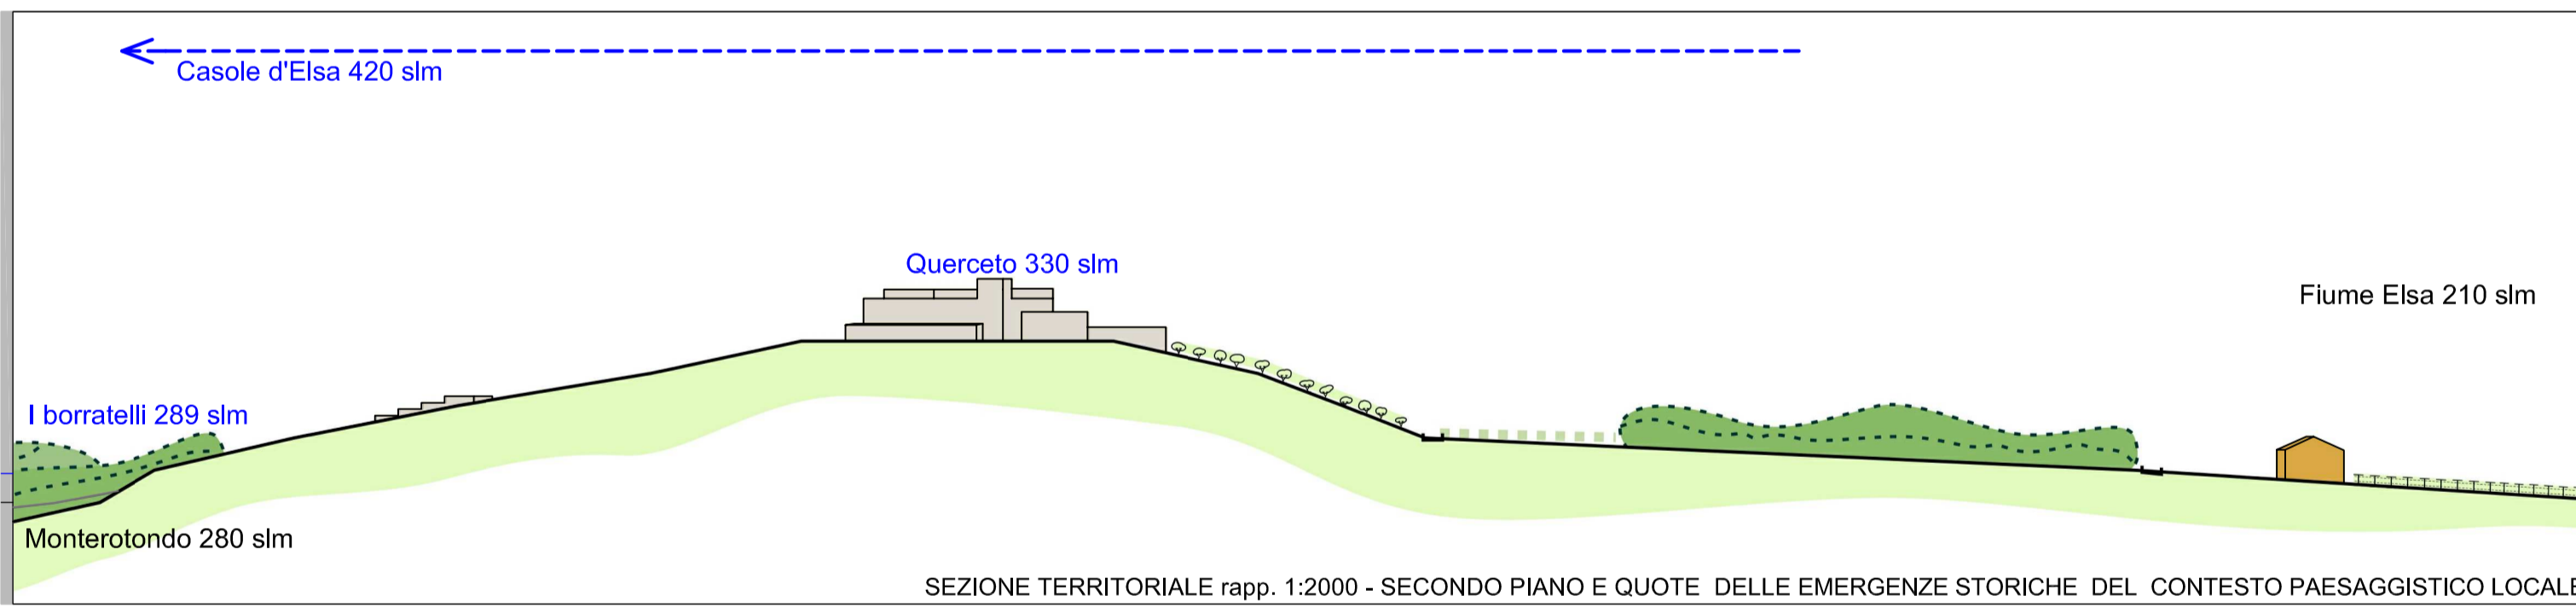 Casole d'Elsa 420 slm
Querceto 330 slm
Fiume Elsa 210 slm
I borratelli 289 slm
Monterotondo 280 slm
SEZIONE TERRITORIALE rapp. 1:2000 - SECONDO PIANO E QUOTE DELLE EMERGENZE STORICHE DEL CONTESTO PAESAGGISTICO LOCALE